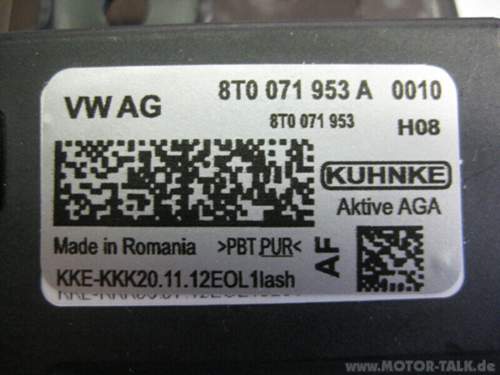 VW AG 8T0 071 953 A 0010
8T0 071 953 H08
KUHNKE
Aktive AGA
Made in Romania >PBT PUR< AF
KKE-KKK20.11.12EOL1lash
www.MOTOR-TALK.de